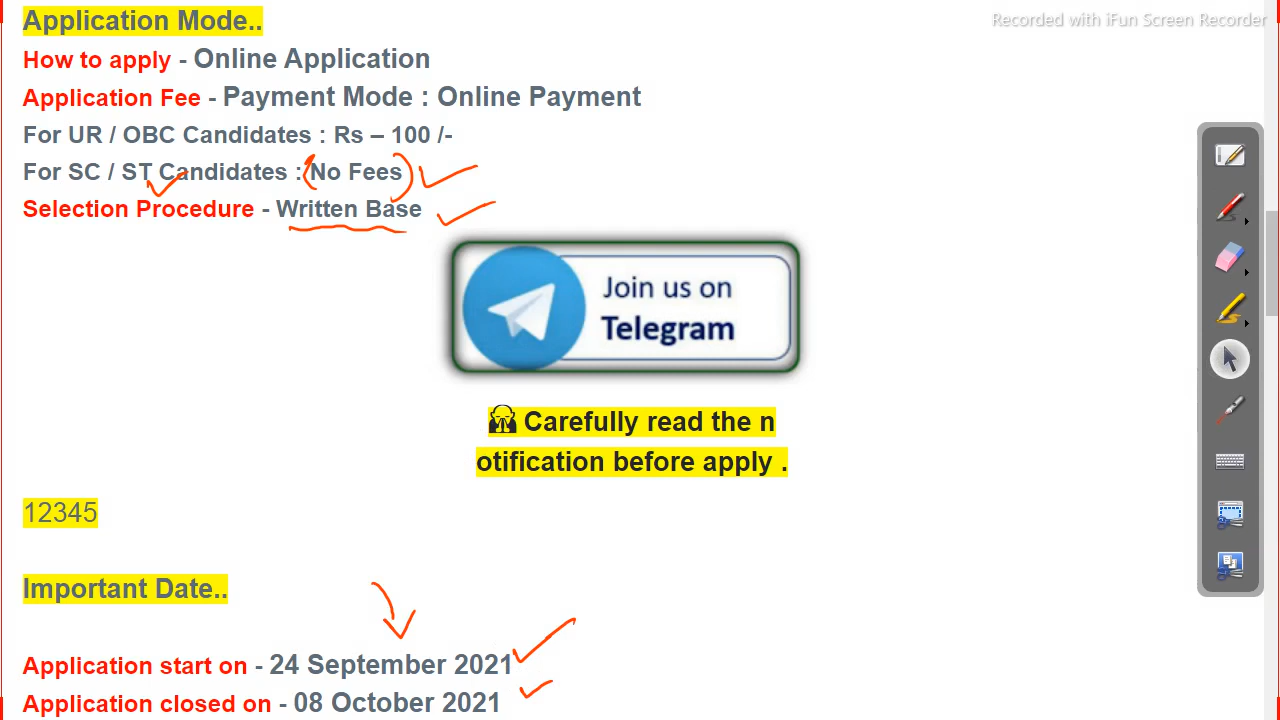 Recorded with iFun Screen Recorder
Application Mode..
How to apply - Online Application
Application Fee - Payment Mode : Online Payment
For UR / OBC Candidates : Rs – 100 /-
For SC / ST Candidates : No Fees
Selection Procedure - Written Base
Join us on
Telegram
Carefully read the n
otification before apply .
12345
Important Date..
Application start on - 24 September 2021
Application closed on - 08 October 2021